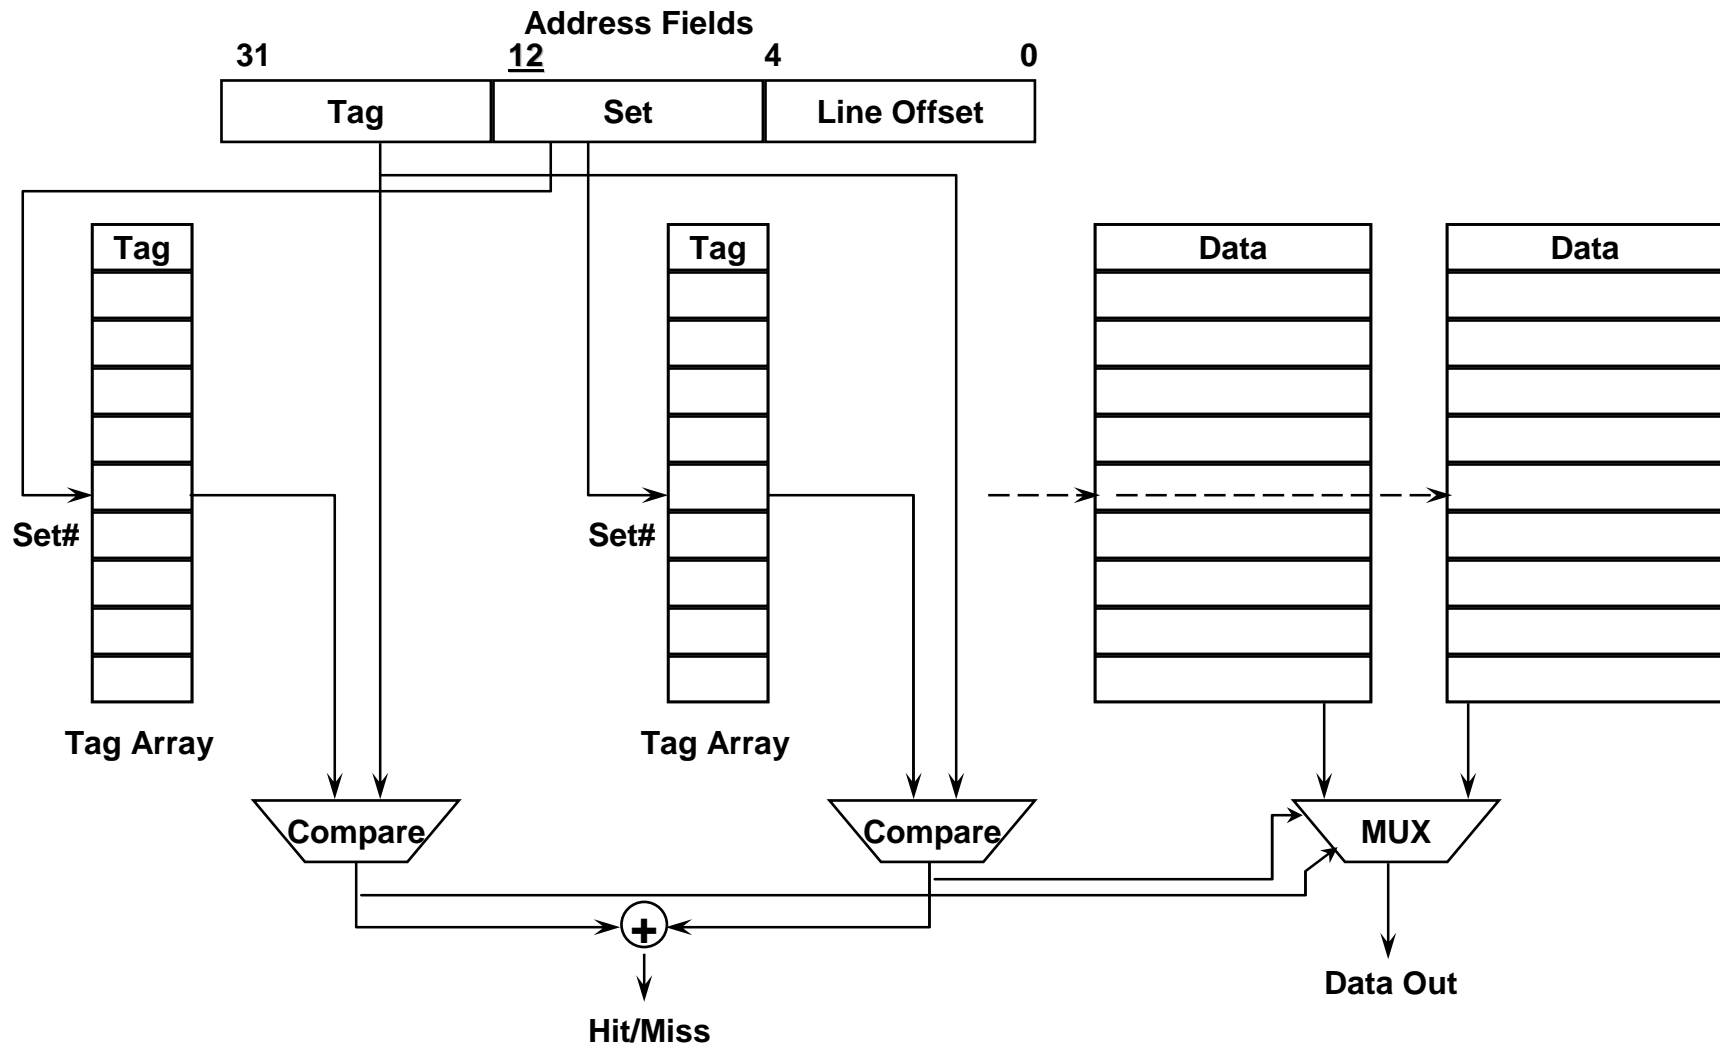 Address Fields
31 12 4 0
Tag Set Line Offset
Tag Tag Data Data
Set# Set#
Tag Array Tag Array
Compare Compare MUX
+
Data Out
Hit/Miss